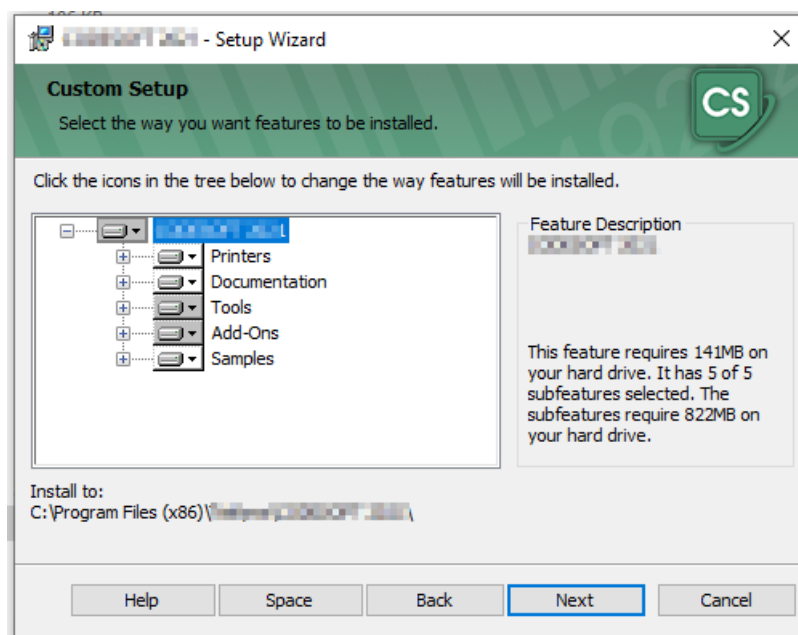 - Setup Wizard
Custom Setup
Select the way you want features to be installed.
CS
Click the icons in the tree below to change the way features will be installed.
Feature Description
Printers
Documentation
Tools
Add-Ons
Samples
This feature requires 141MB on
your hard drive. It has 5 of 5
subfeatures selected. The
subfeatures require 822MB on
your hard drive.
Install to:
C:\Program Files (x86)\
Help
Space
Back
Next
Cancel